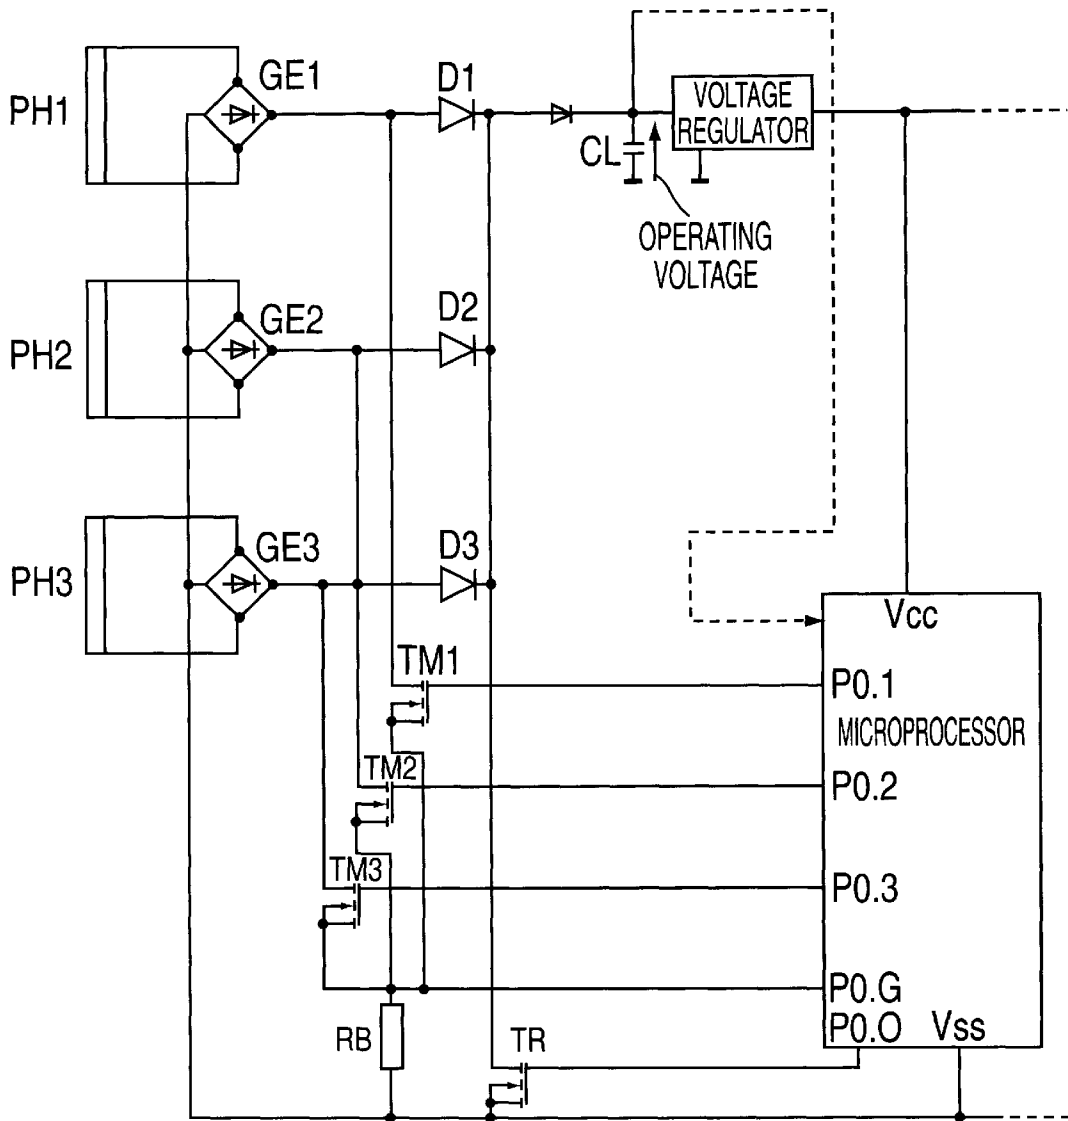 PH1
GE1
D1
VOLTAGE
REGULATOR
CL
OPERATING
VOLTAGE
PH2
GE2
D2
PH3
GE3
D3
Vcc
TM1
P0.1
MICROPROCESSOR
TM2
P0.2
TM3
P0.3
P0.G
P0.O
Vss
RB
TR